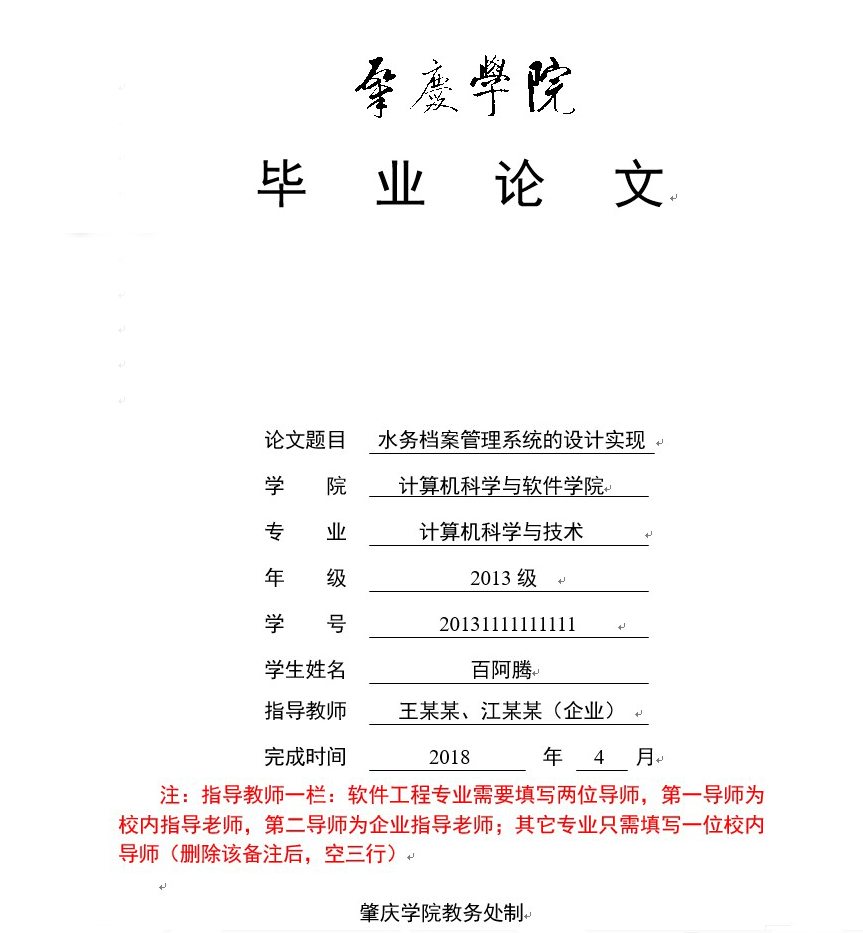 肇慶學院
毕 业 论 文
论文题目 水务档案管理系统的设计实现
学 院 计算机科学与软件学院
专 业 计算机科学与技术
年 级 2013 级
学 号 20131111111111
学生姓名 百阿腾
指导教师 王某某、江某某（企业）
完成时间 2018 年 4 月
注：指导教师一栏：软件工程专业需要填写两位导师，第一导师为
校内指导老师，第二导师为企业指导老师；其它专业只需填写一位校内
导师（删除该备注后，空三行）
肇庆学院教务处制